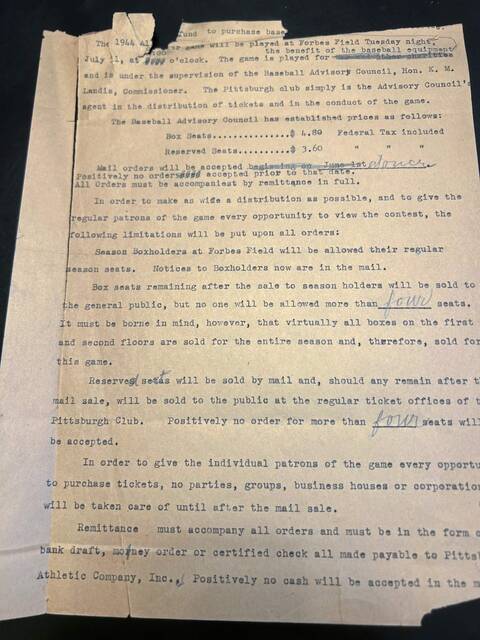 fund to purchase base
The 1944 All game will be played at Forbes Field Tuesday night,
the benefit of the baseball equipment
July 11, at o'clock. The game is played for
and is under the supervision of the Baseball Advisory Council, Hon. K. M.
Landis, Commissioner. The Pittsburgh club simply is the Advisory Council's
agent in the distribution of tickets and in the conduct of the game.
The Baseball Advisory Council has established prices as follows:
Box Seats..............$ 4.80 Federal Tax included
Reserved Seats.........$ 3.60 " " "
Mail orders will be accepted beginning on June 1st at once
Positively no orders accepted prior to that date.
All Orders must be accompaniest by remittance in full.
In order to make as wide a distribution as possible, and to give the
regular patrons of the game every opportunity to view the contest, the
following limitations will be put upon all orders:
Season Boxholders at Forbes Field will be allowed their regular
season seats. Notices to Boxholders now are in the mail.
Box seats remaining after the sale to season holders will be sold to
the general public, but no one will be allowed more than four seats.
It must be borne in mind, however, that virtually all boxes on the first
and second floors are sold for the entire season and, therefore, sold for
this game.
Reserved seats will be sold by mail and, should any remain after t
mail sale, will be sold to the public at the regular ticket offices of t
Pittsburgh Club. Positively no order for more than four seats will
be accepted.
In order to give the individual patrons of the game every opportu
to purchase tickets, no parties, groups, business houses or corporation
will be taken care of until after the mail sale.
Remittance must accompany all orders and must be in the form o
bank draft, money order or certified check all made payable to Pittsb
Athletic Company, Inc., Positively no cash will be accepted in the m